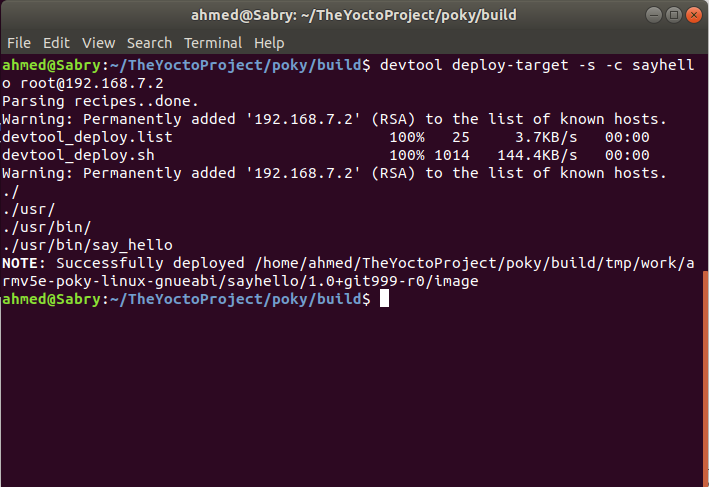 ahmed@Sabry: ~/TheYoctoProject/poky/build
File Edit View Search Terminal Help
ahmed@Sabry:~/TheYoctoProject/poky/build$ devtool deploy-target -s -c sayhell
o root@192.168.7.2
Parsing recipes..done.
Warning: Permanently added '192.168.7.2' (RSA) to the list of known hosts.
devtool_deploy.list                           100%   25     3.7KB/s   00:00
devtool_deploy.sh                             100% 1014   144.4KB/s   00:00
Warning: Permanently added '192.168.7.2' (RSA) to the list of known hosts.
./
./usr/
./usr/bin/
./usr/bin/say_hello
NOTE: Successfully deployed /home/ahmed/TheYoctoProject/poky/build/tmp/work/a
rmv5e-poky-linux-gnueabi/sayhello/1.0+git999-r0/image
ahmed@Sabry:~/TheYoctoProject/poky/build$